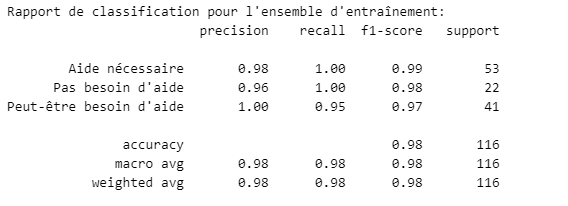 Rapport de classification pour l'ensemble d'entraînement:
precision recall f1-score support
Aide nécessaire 0.98 1.00 0.99 53
Pas besoin d'aide 0.96 1.00 0.98 22
Peut-être besoin d'aide 1.00 0.95 0.97 41
accuracy 0.98 116
macro avg 0.98 0.98 0.98 116
weighted avg 0.98 0.98 0.98 116